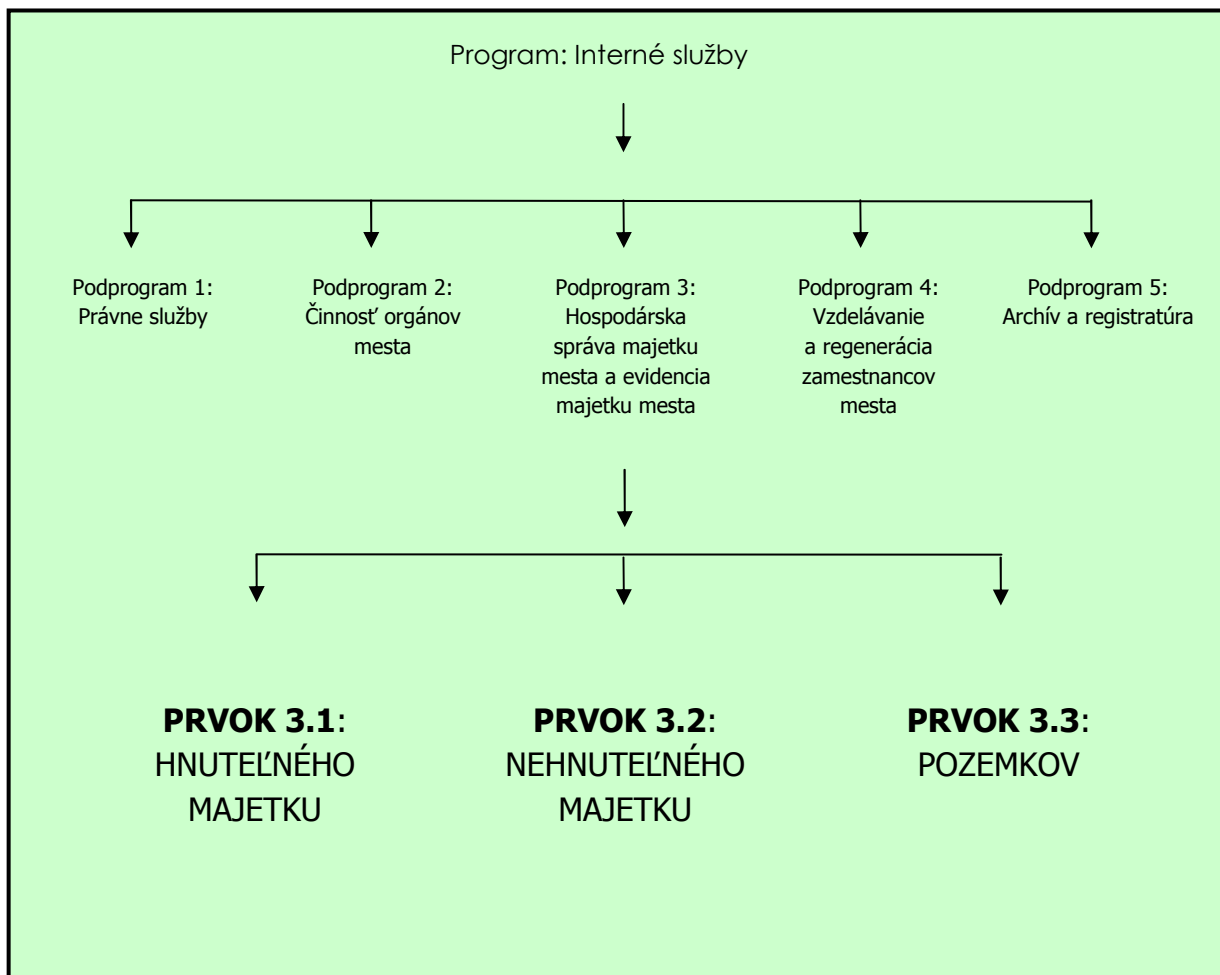 Program: Interné služby
Podprogram 1:
Právne služby
Podprogram 2:
Činnosť orgánov
mesta
Podprogram 3:
Hospodárska
správa majetku
mesta a evidencia
majetku mesta
Podprogram 4:
Vzdelávanie
a regenerácia
zamestnancov
mesta
Podprogram 5:
Archív a registratúra
PRVOK 3.1:
HNUTEĽNÉHO
MAJETKU
PRVOK 3.2:
NEHNUTEĽNÉHO
MAJETKU
PRVOK 3.3:
POZEMKOV